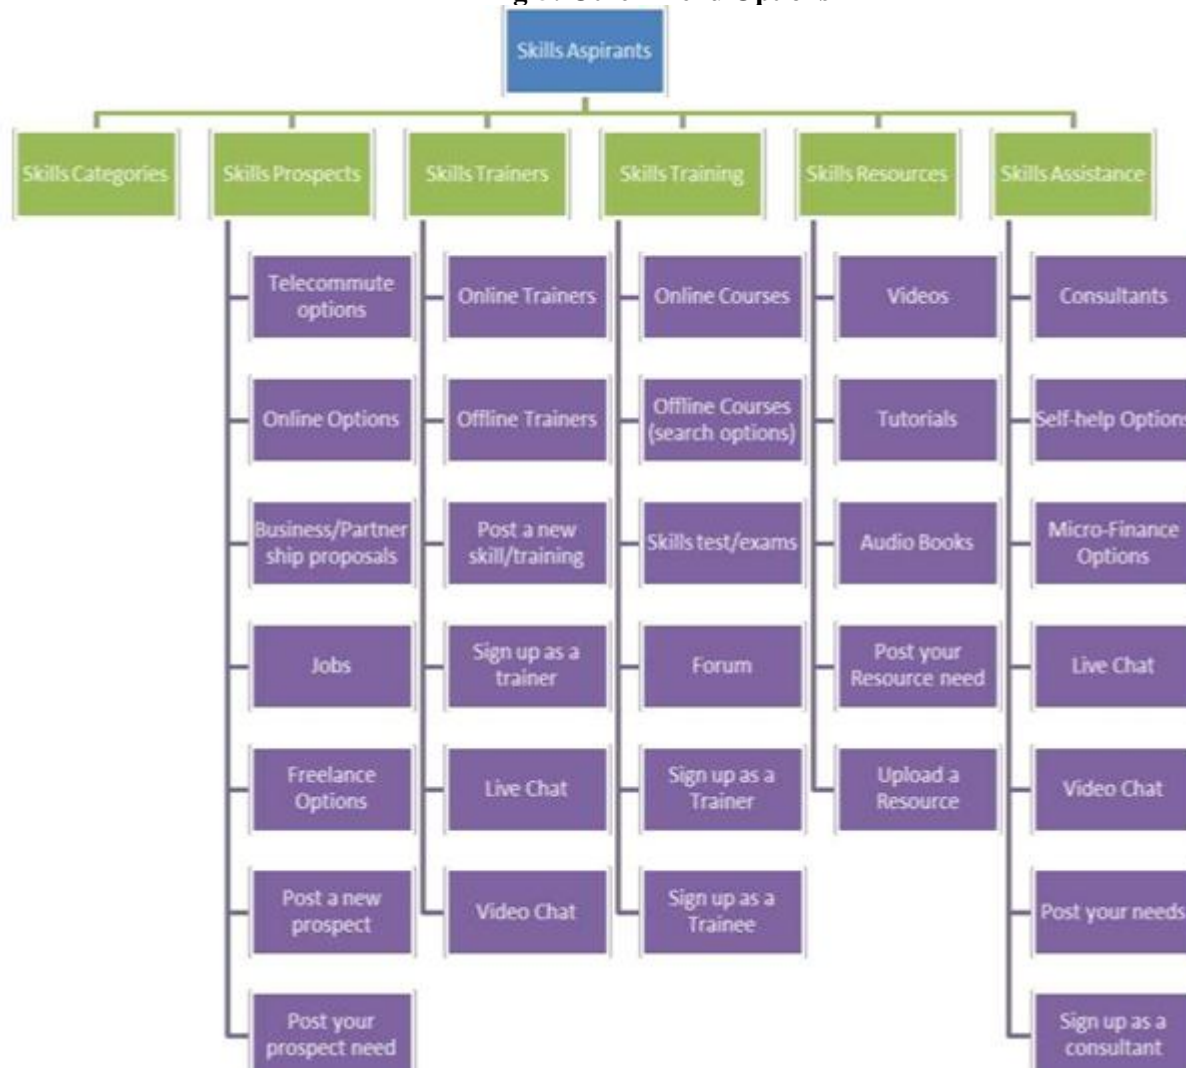 Skills Aspirants
Skills Categories
Skills Prospects
Skills Trainers
Skills Training
Skills Resources
Skills Assistance
Telecommute
options
Online Options
Business/Partner
ship proposals
Jobs
Freelance
Options
Post a new
prospect
Post your
prospect need
Online Trainers
Offline Trainers
Post a new
skill/training
Sign up as a
trainer
Live Chat
Video Chat
Online Courses
Offline Courses
(search options)
Skills test/exams
Forum
Sign up as a
Trainer
Sign up as a
Trainee
Videos
Tutorials
Audio Books
Post your
Resource need
Upload a
Resource
Consultants
Self-help Options
Micro-Finance
Options
Live Chat
Video Chat
Post your needs
Sign up as a
consultant